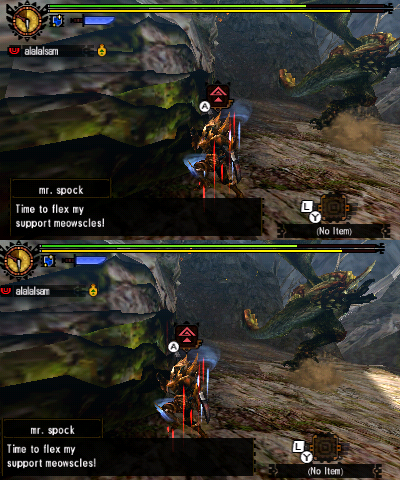 alalalsam
A
mr. spock
Time to flex my
support meowscles!
L
Y
(No Item)
alalalsam
A
mr. spock
Time to flex my
support meowscles!
L
Y
(No Item)